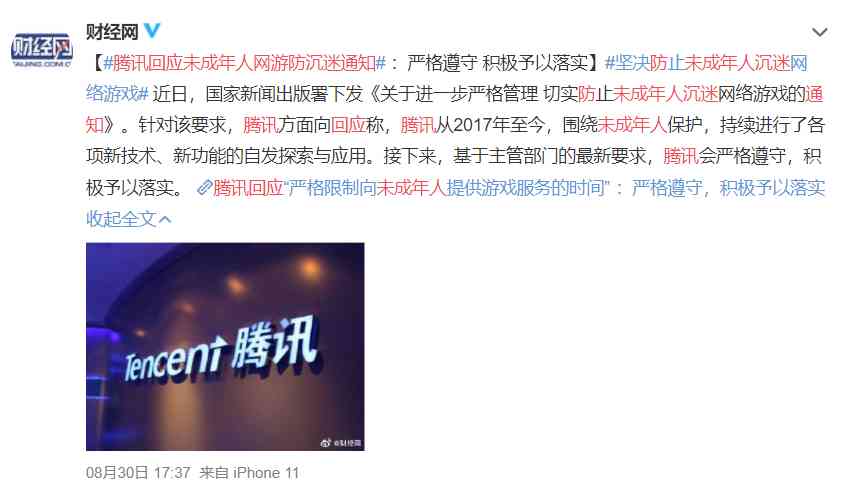 财经网
AIJING.COM.C
财经网
【#腾讯回应未成年人网游防沉迷通知# ：严格遵守 积极予以落实】#坚决防止未成年人沉迷网
络游戏# 近日，国家新闻出版署下发《关于进一步严格管理 切实防止未成年人沉迷网络游戏的通
知》。针对该要求，腾讯方面向回应称，腾讯从2017年至今，围绕未成年人保护，持续进行了各
项新技术、新功能的自发探索与应用。接下来，基于主管部门的最新要求，腾讯会严格遵守，积
极予以落实。 腾讯回应“严格限制向未成年人提供游戏服务的时间”：严格遵守，积极予以落实
收起全文
Tencent 腾讯
@财经网
08月30日 17:37 来自 iPhone 11